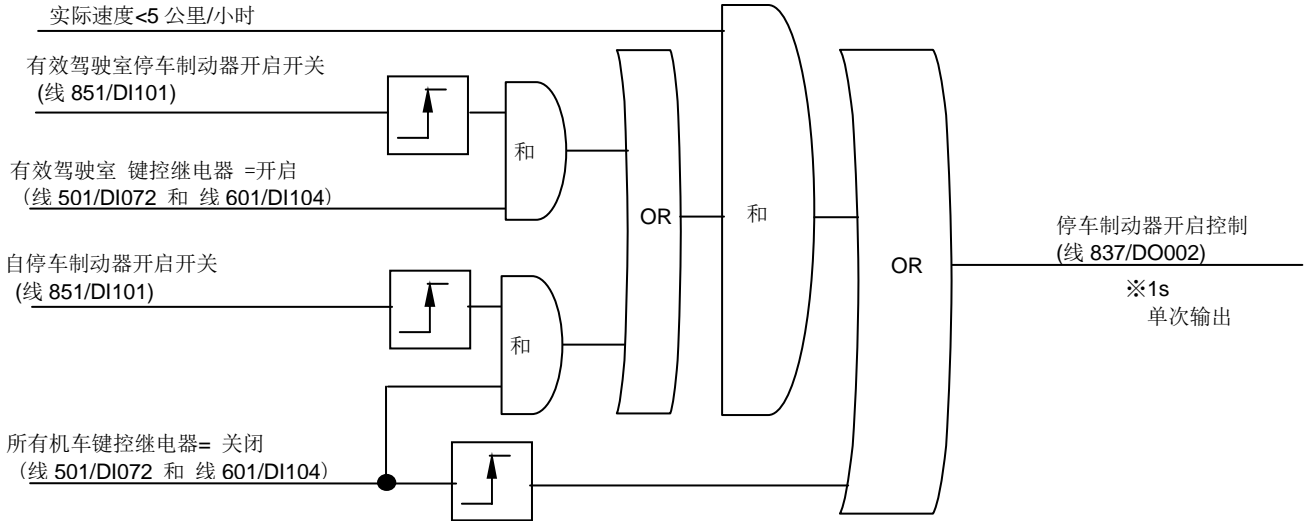 实际速度<5 公里/小时
有效驾驶室停车制动器开启开关
(线 851/DI101)
和
有效驾驶室 键控继电器 =开启
（线 501/DI072 和 线 601/DI104）
OR
和
停车制动器开启控制
(线 837/DO002)
OR
※1s
单次输出
自停车制动器开启开关
(线 851/DI101)
和
所有机车键控继电器= 关闭
（线 501/DI072 和 线 601/DI104）